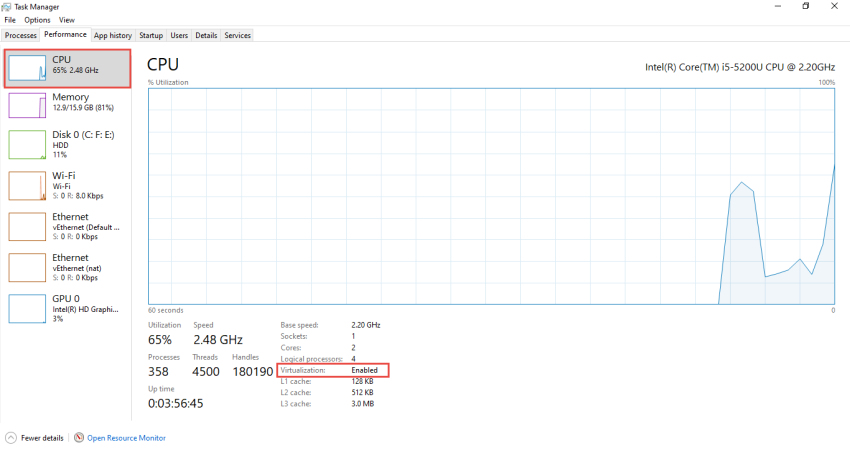 Task Manager
File Options View
Processes Performance App history Startup Users Details Services
CPU
65% 2.48 GHz
Memory
12.9/15.9 GB (81%)
Disk 0 (C: F: E:)
HDD
11%
Wi-Fi
Wi-Fi
S: 0 R: 8.0 Kbps
Ethernet
vEthernet (Default ...
S: 0 R: 0 Kbps
Ethernet
vEthernet (nat)
S: 0 R: 0 Kbps
GPU 0
Intel(R) HD Graphi...
3%
CPU Intel(R) Core(TM) i5-5200U CPU @ 2.20GHz
% Utilization 100%
60 seconds 0
Utilization Speed
65% 2.48 GHz
Processes Threads Handles
358 4500 180190
Up time
0:03:56:45
Base speed: 2.20 GHz
Sockets: 1
Cores: 2
Logical processors: 4
Virtualization: Enabled
L1 cache: 128 KB
L2 cache: 512 KB
L3 cache: 3.0 MB
Fewer details Open Resource Monitor